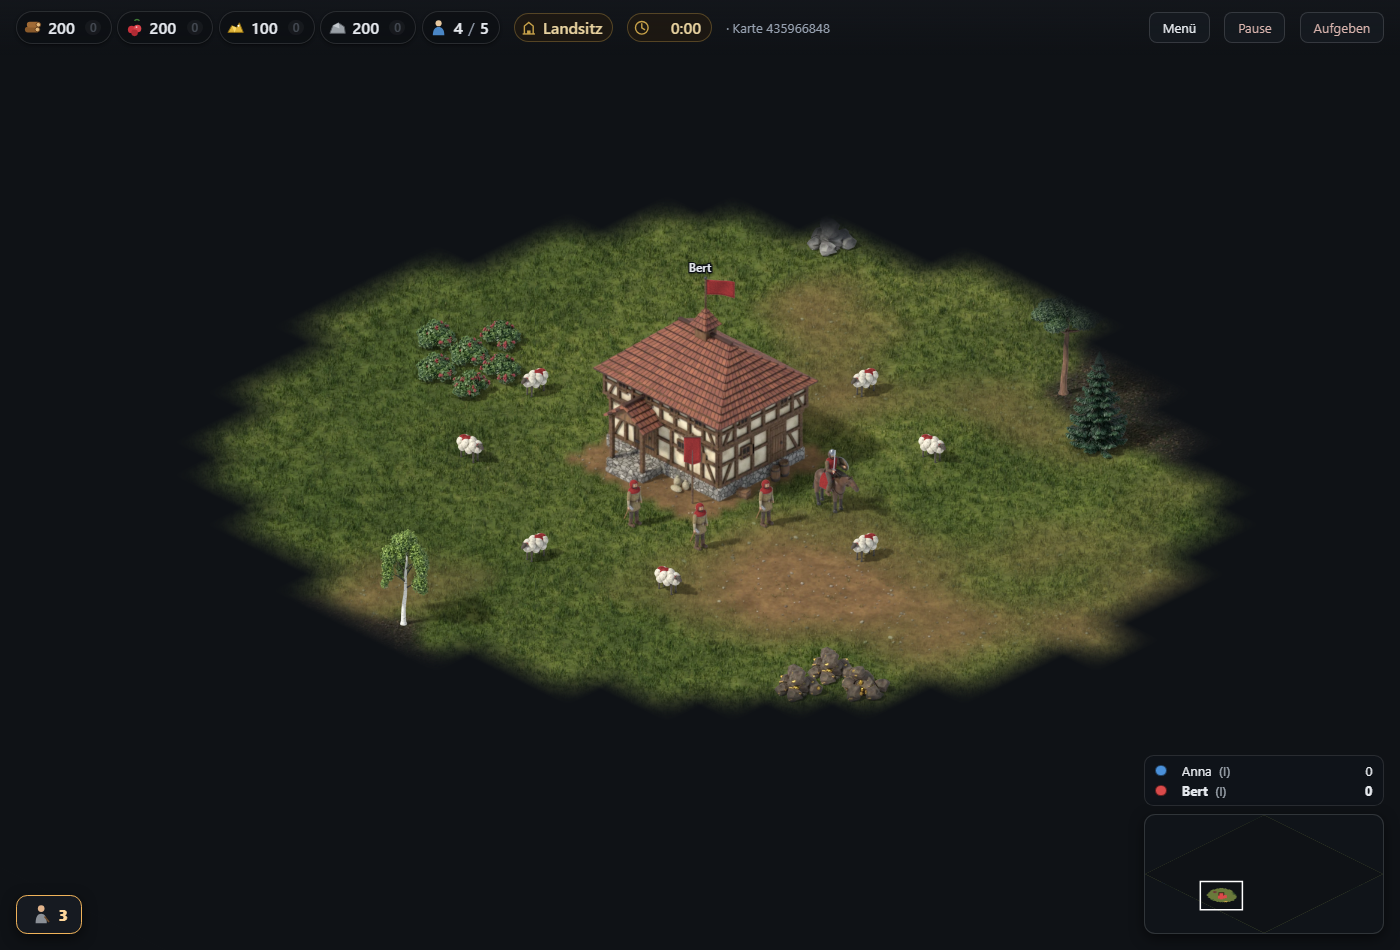 200 0 200 0 100 0 200 0 4 / 5 Landsitz 0:00 · Karte 435966848 Menü Pause Aufgeben
Bert
Anna (I) 0
Bert (I) 0
3